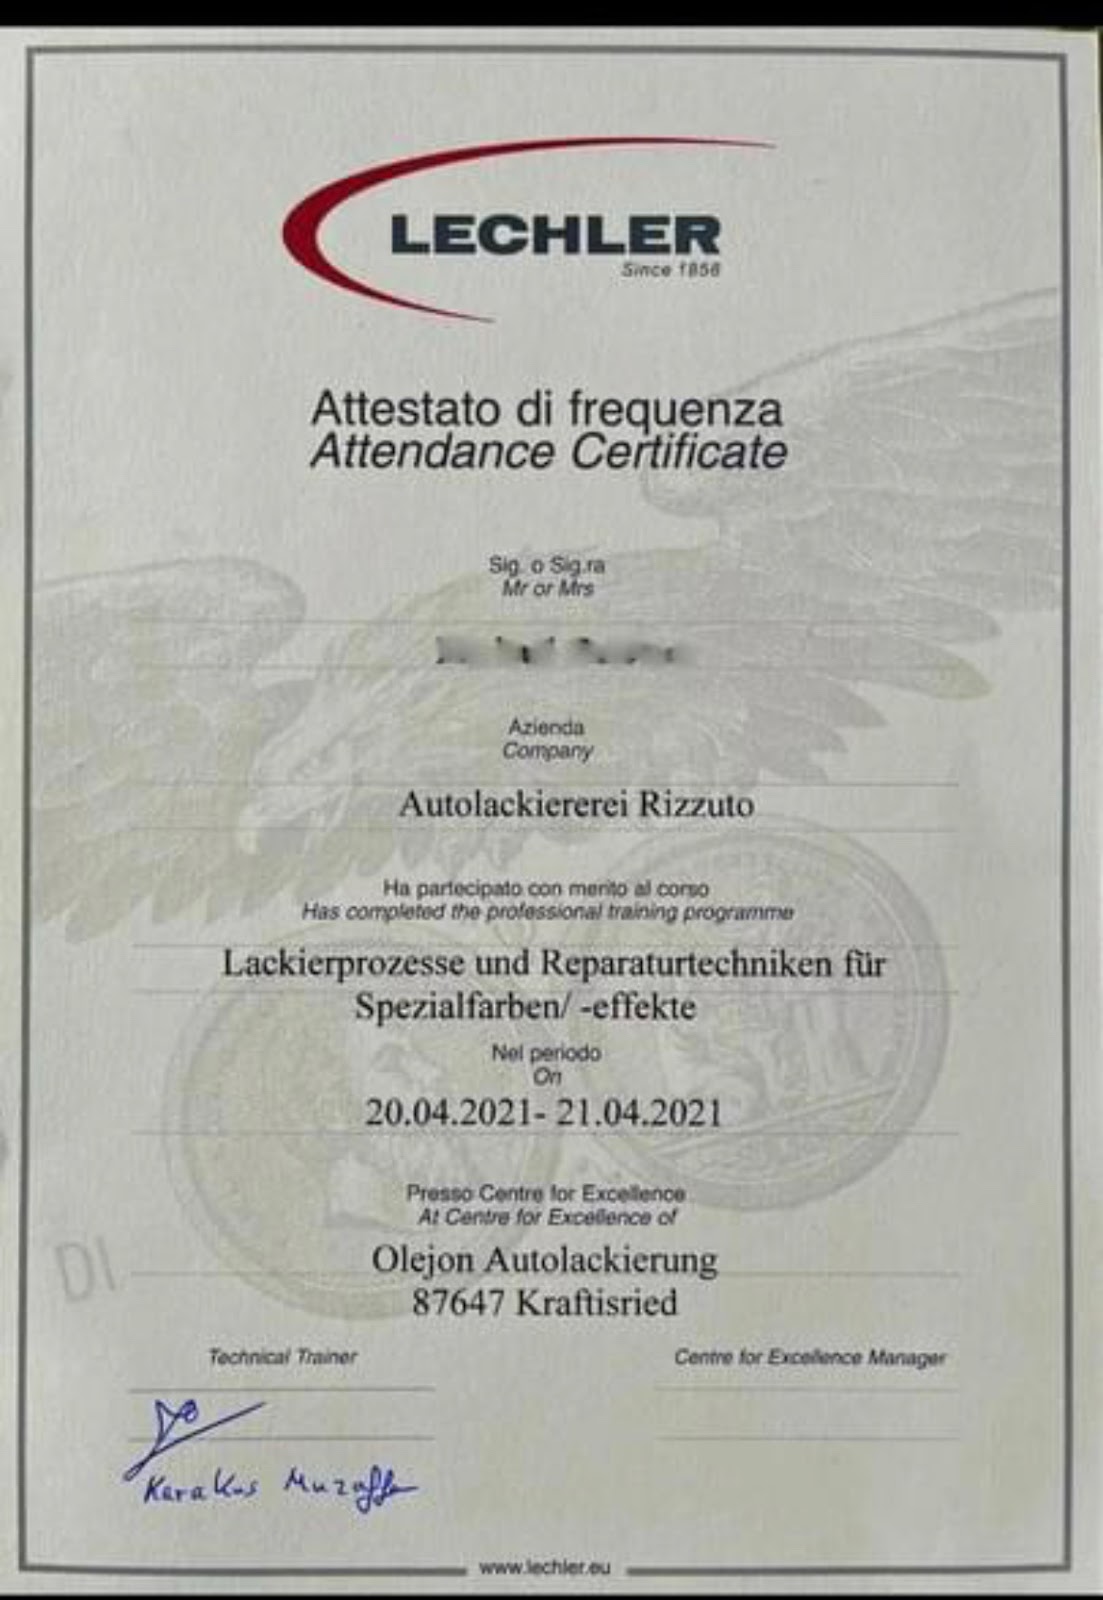 LECHLER
Since 1858
Attestato di frequenza
Attendance Certificate
Sig. o Sig.ra
Mr or Mrs
Azienda
Company
Autolackiererei Rizzuto
Ha partecipato con merito al corso
Has completed the professional training programme
Lackierprozesse und Reparaturtechniken für
Spezialfarben/ -effekte
Nel periodo
On
20.04.2021- 21.04.2021
Presso Centre for Excellence
At Centre for Excellence of
DI
Olejon Autolackierung
87647 Kraftisried
Technical Trainer
Centre for Excellence Manager
Karakus Muzaffer
www.lechler.eu